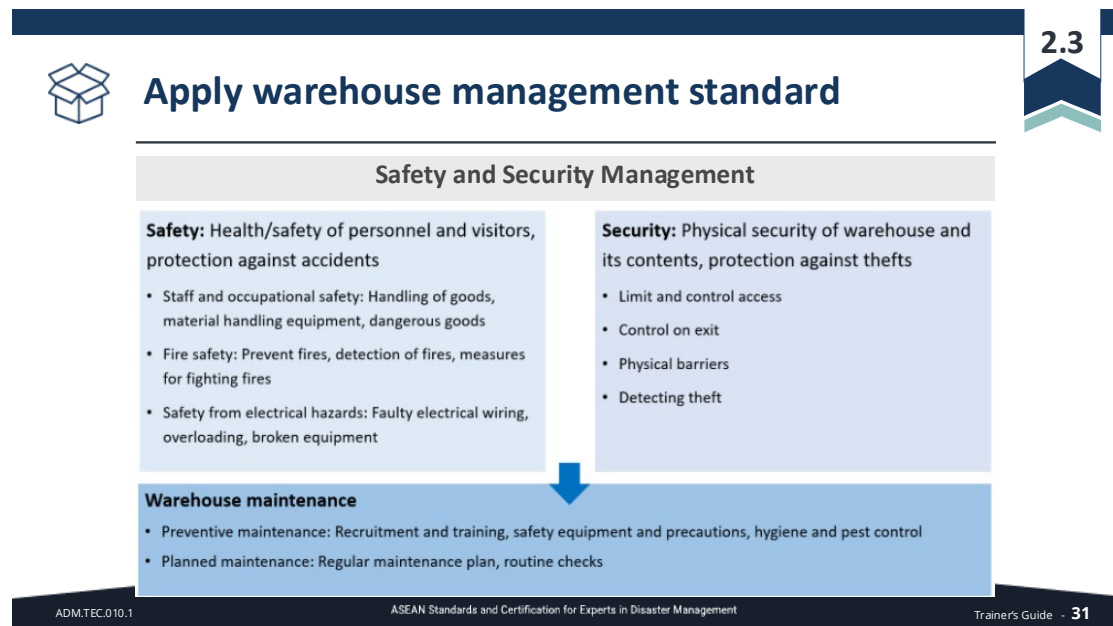 2.3
Apply warehouse management standard
Safety and Security Management
Safety: Health/safety of personnel and visitors,
protection against accidents
• Staff and occupational safety: Handling of goods,
material handling equipment, dangerous goods
• Fire safety: Prevent fires, detection of fires, measures
for fighting fires
• Safety from electrical hazards: Faulty electrical wiring,
overloading, broken equipment
Security: Physical security of warehouse and
its contents, protection against thefts
• Limit and control access
• Control on exit
• Physical barriers
• Detecting theft
Warehouse maintenance
• Preventive maintenance: Recruitment and training, safety equipment and precautions, hygiene and pest control
• Planned maintenance: Regular maintenance plan, routine checks
ADM.TEC.010.1
ASEAN Standards and Certification for Experts in Disaster Management
Trainer's Guide - 31